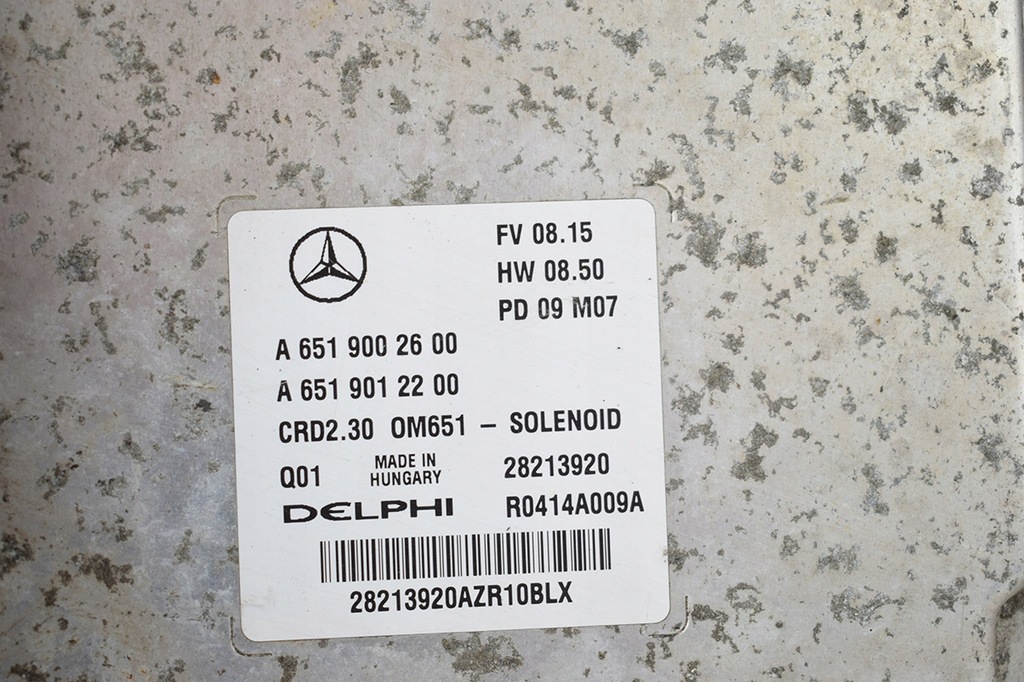 FV 08.15
HW 08.50
PD 09 M07
A 651 900 26 00
A 651 901 22 00
CRD2.30 OM651 – SOLENOID
Q01 MADE IN HUNGARY 28213920
DELPHI R0414A009A
28213920AZR10BLX